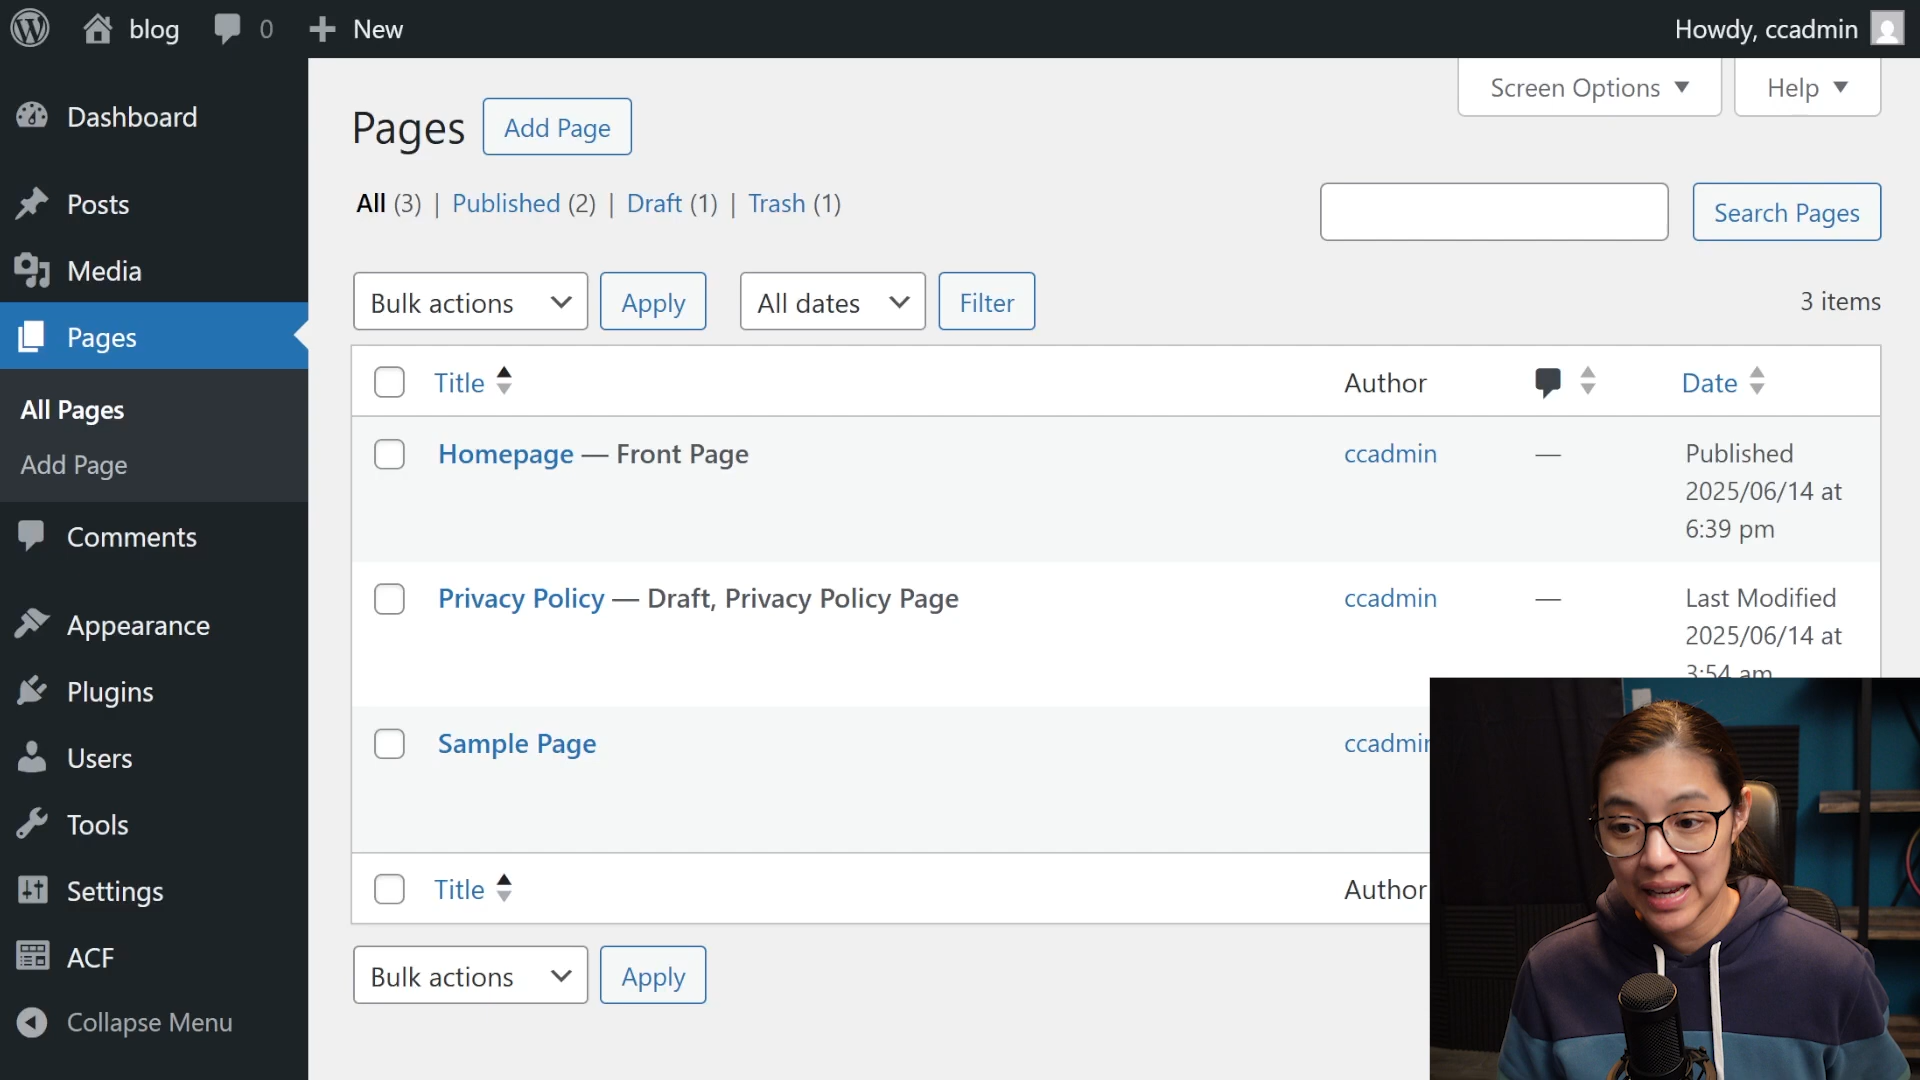 blog 0 New Howdy, ccadmin
Dashboard
Posts
Media
Pages
All Pages
Add Page
Comments
Appearance
Plugins
Users
Tools
Settings
ACF
Collapse Menu
Screen Options Help
Pages Add Page
All (3) | Published (2) | Draft (1) | Trash (1)
Search Pages
Bulk actions Apply All dates Filter 3 items
Title Author Date
Homepage — Front Page ccadmin — Published
2025/06/14 at
6:39 pm
Privacy Policy — Draft, Privacy Policy Page ccadmin — Last Modified
2025/06/14 at
3:54 am
Sample Page ccadmin
Title Author
Bulk actions Apply